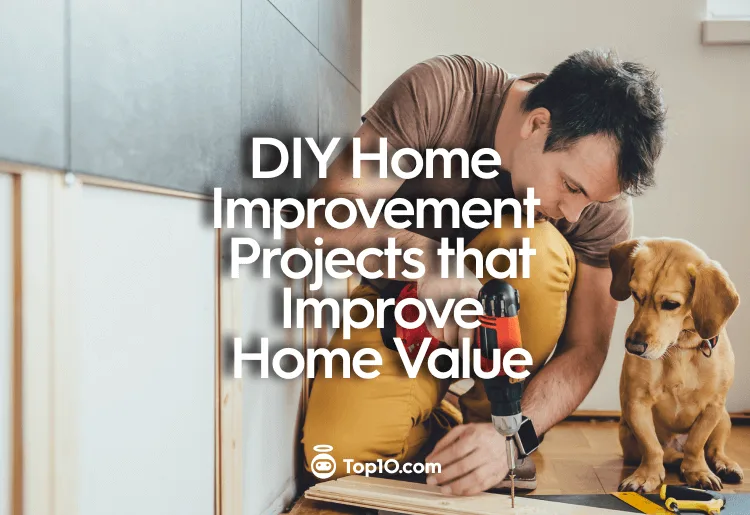 DIY Home
Improvement
Projects that
Improve
Home Value
Top10.com